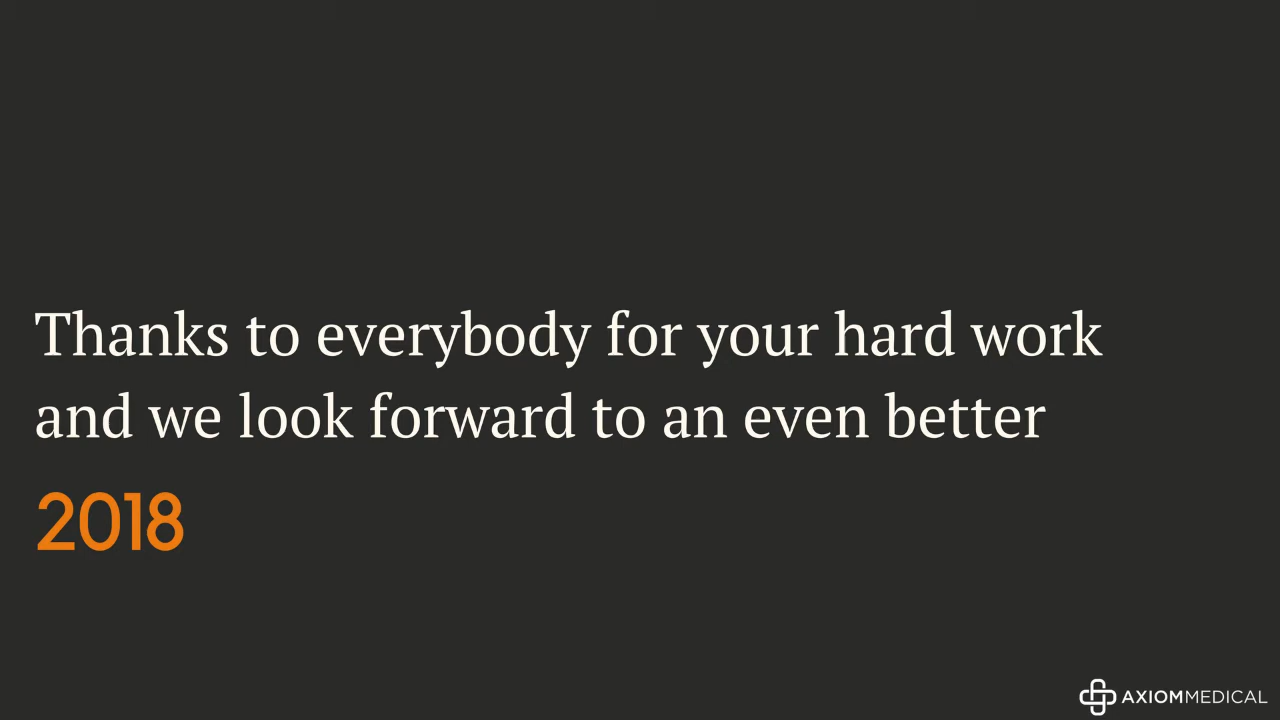 Thanks to everybody for your hard work
and we look forward to an even better
2018
AXIOMMEDICAL